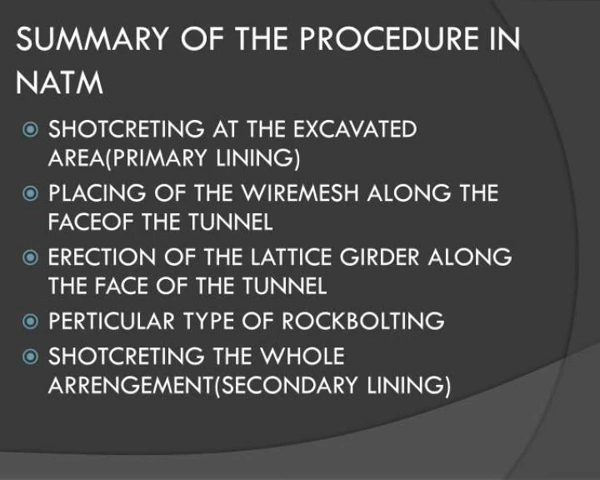 SUMMARY OF THE PROCEDURE IN
NATM
SHOTCRETING AT THE EXCAVATED
AREA(PRIMARY LINING)
PLACING OF THE WIREMESH ALONG THE
FACEOF THE TUNNEL
ERECTION OF THE LATTICE GIRDER ALONG
THE FACE OF THE TUNNEL
PERTICULAR TYPE OF ROCKBOLTING
SHOTCRETING THE WHOLE
ARRENGEMENT(SECONDARY LINING)